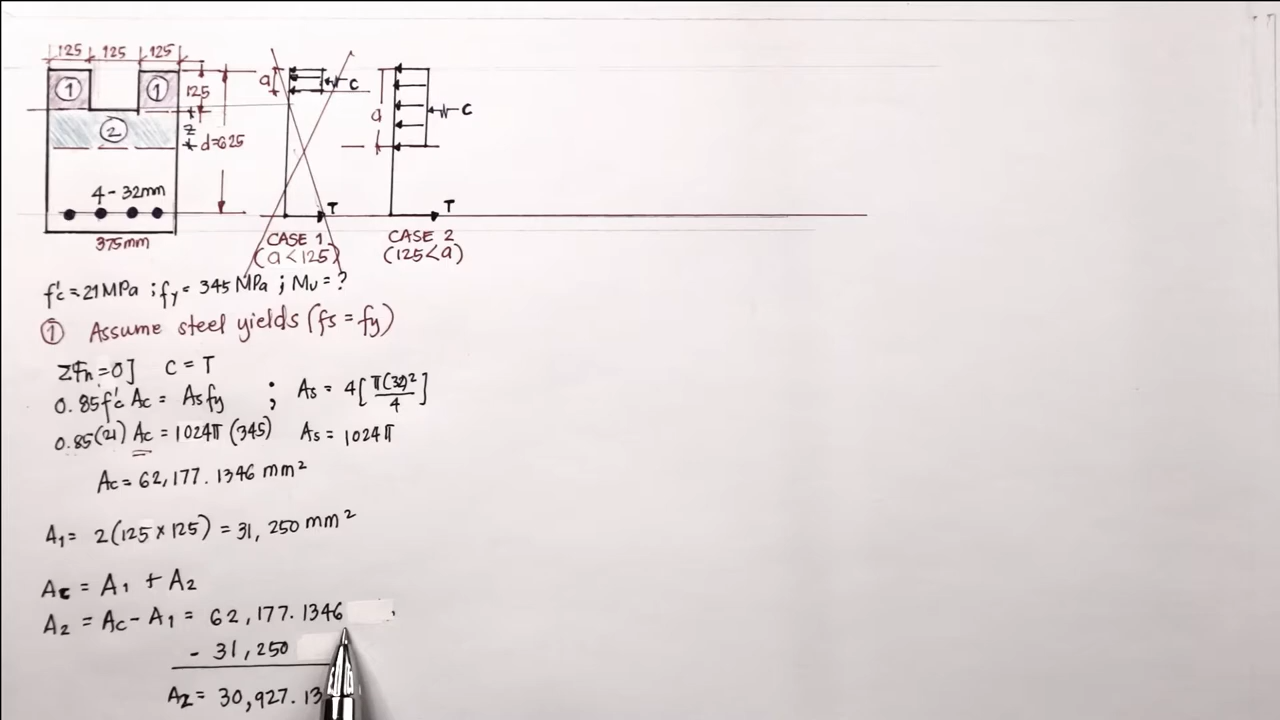 125 125 125
1 1
125
a
C
a
C
2
z
d=625
4-32mm
T
T
375mm
CASE 1
(a<125)
CASE 2
(125<a)
f'c=21MPa ; fy= 345 MPa ; Mu=?
1 Assume steel yields (fs=fy)
ΣFn=0] C=T
0.85f'c Ac = Asfy ; As = 4[π(32)²/4]
0.85(21) Ac = 1024π(345) As = 1024π
Ac = 62,177.1346 mm²
A1 = 2(125×125) = 31,250 mm²
Ac = A1 + A2
A2 = Ac - A1 = 62,177.1346
- 31,250
A2 = 30,927.13